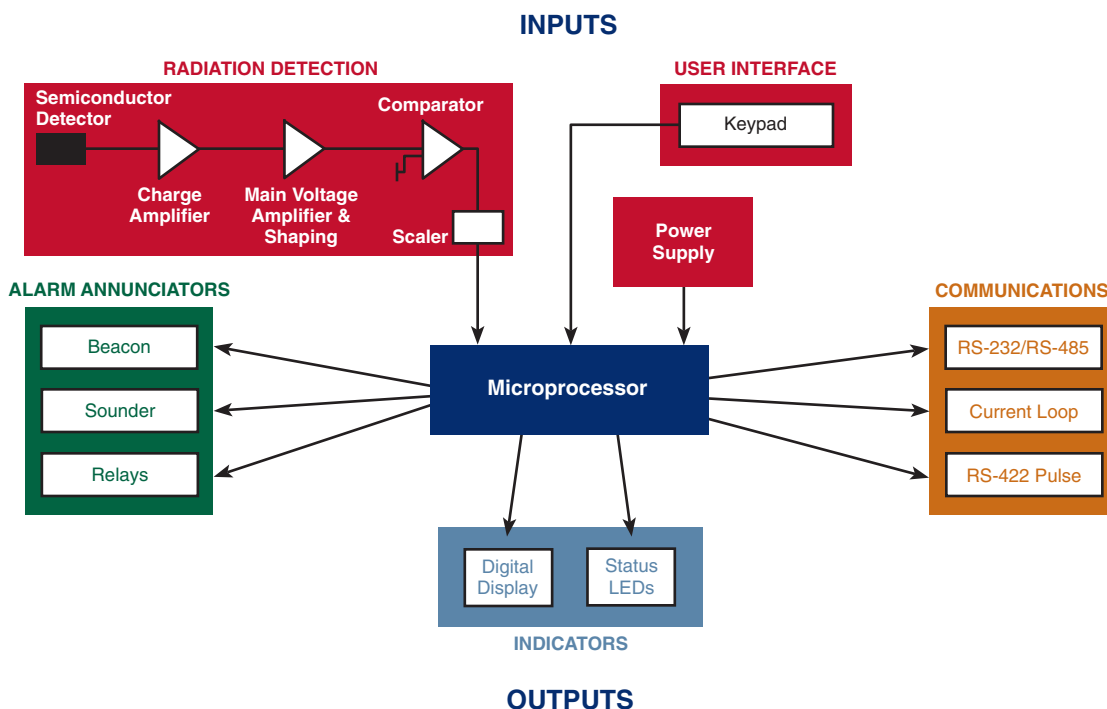 INPUTS
RADIATION DETECTION
Semiconductor
Detector
Comparator
Charge
Amplifier
Main Voltage
Amplifier &
Shaping
Scaler
USER INTERFACE
Keypad
Power
Supply
ALARM ANNUNCIATORS
Beacon
Sounder
Relays
Microprocessor
COMMUNICATIONS
RS-232/RS-485
Current Loop
RS-422 Pulse
Digital
Display
Status
LEDs
INDICATORS
OUTPUTS